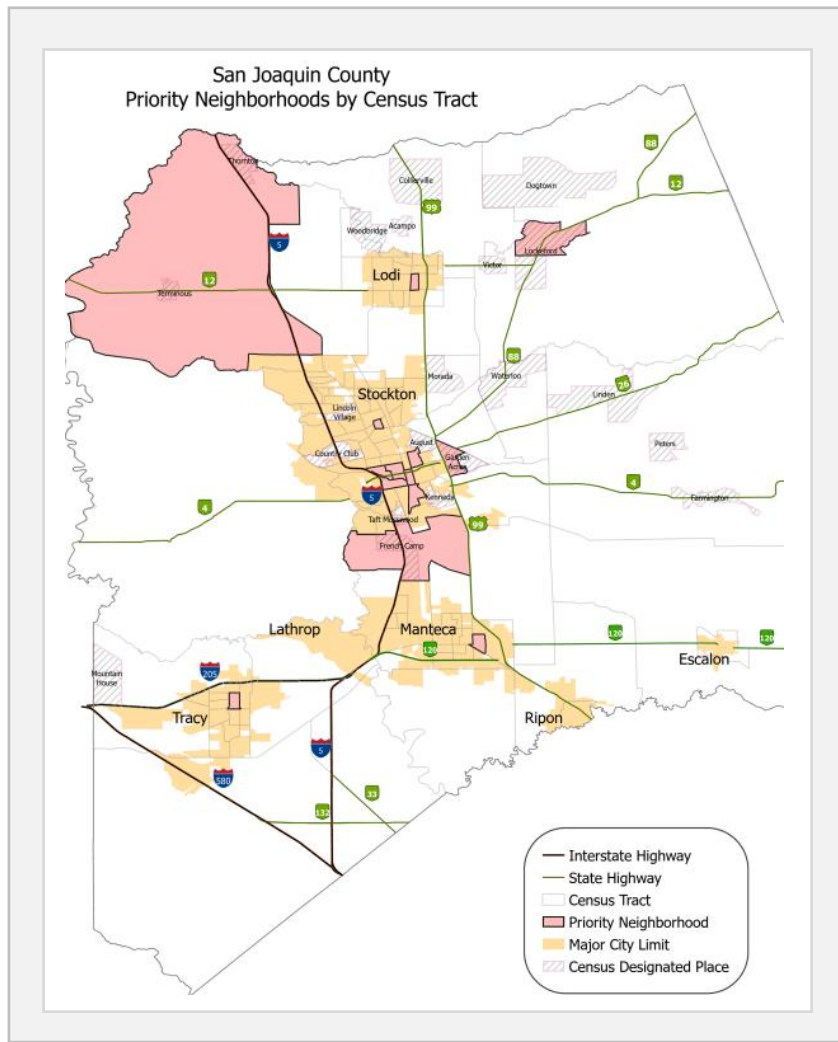 San Joaquin County
Priority Neighborhoods by Census Tract
88
Thornton
Collierville
Dogtown
12
99
Woodbridge
Acampo
5
Lockeford
Victor
Lodi
12
Terminous
88
Morada
Waterloo
26
Stockton
Linden
Lincoln
Village
August
Peters
Country Club
Garden
Acres
4
5
Kennedy
Farmington
4
Taft Mosswood
99
French Camp
Lathrop
Manteca
120
120
120
Escalon
Mountain
House
205
Tracy
Ripon
5
580
33
132
Interstate Highway
State Highway
Census Tract
Priority Neighborhood
Major City Limit
Census Designated Place